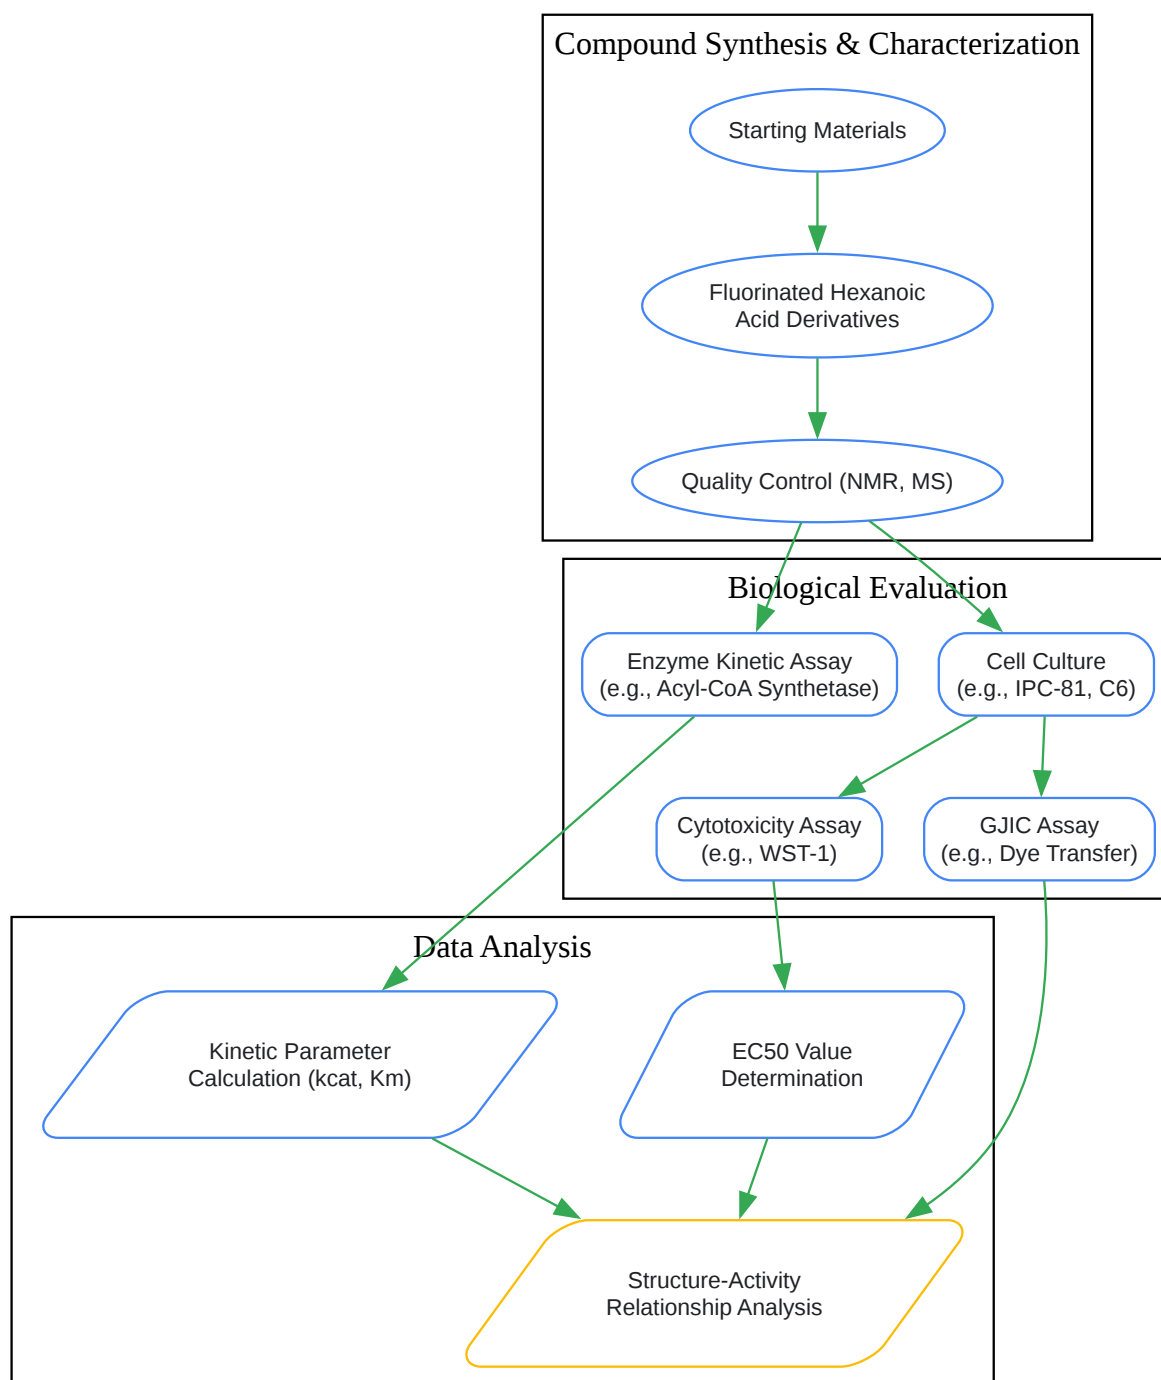 Compound Synthesis & Characterization
Starting Materials
Fluorinated Hexanoic
Acid Derivatives
Quality Control (NMR, MS)
Biological Evaluation
Enzyme Kinetic Assay
(e.g., Acyl-CoA Synthetase)
Cell Culture
(e.g., IPC-81, C6)
Cytotoxicity Assay
(e.g., WST-1)
GJIC Assay
(e.g., Dye Transfer)
Data Analysis
Kinetic Parameter
Calculation (kcat, Km)
EC50 Value
Determination
Structure-Activity
Relationship Analysis